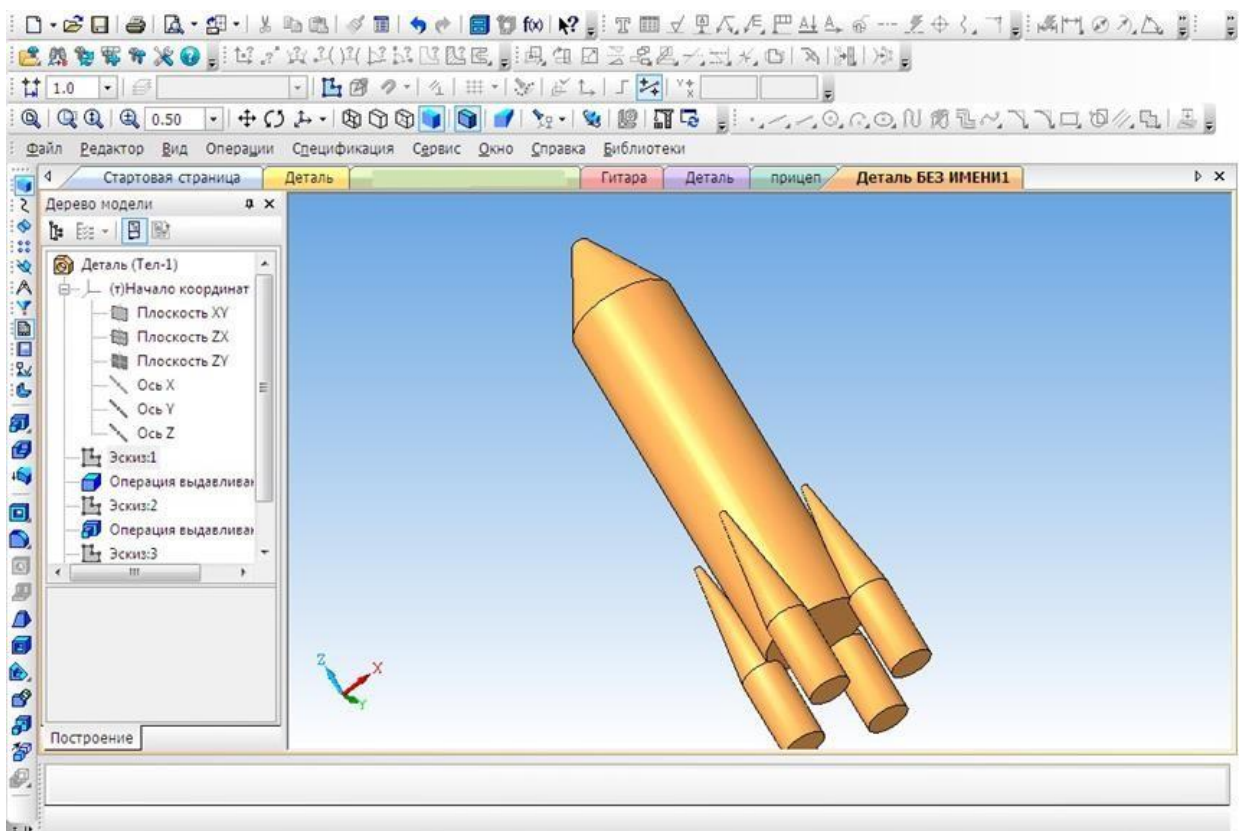 1.0
0.50
Файл Редактор Вид Операции Спецификация Сервис Окно Справка Библиотеки
Стартовая страница Деталь Гитара Деталь прицеп Деталь БЕЗ ИМЕНИ1
Дерево модели
Деталь (Тел-1)
(т)Начало координат
Плоскость XY
Плоскость ZX
Плоскость ZY
Ось X
Ось Y
Ось Z
Эскиз:1
Операция выдавливан
Эскиз:2
Операция выдавливан
Эскиз:3
Z
X
Y
Построение